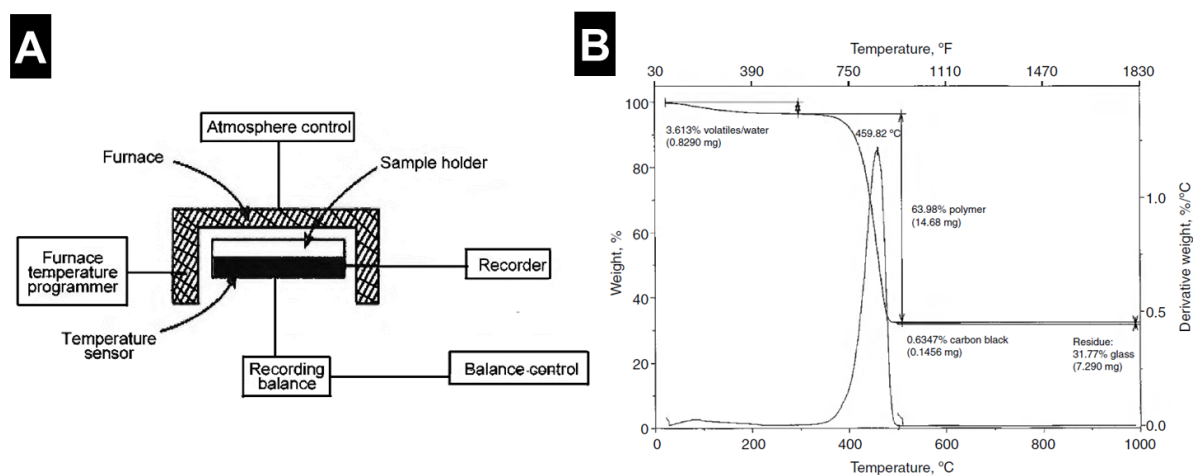 A
Atmosphere control
Furnace
Sample holder
Furnace
temperature
programmer
Recorder
Temperature
sensor
Recording
balance
Balance control
B
Temperature, °F
30 390 750 1110 1470 1830
100
80
60
40
20
0
Weight, %
3.613% volatiles/water
(0.8290 mg)
459.82 °C
63.98% polymer
(14.68 mg)
0.6347% carbon black
(0.1456 mg)
Residue:
31.77% glass
(7.290 mg)
1.0
0.5
0.0
Derivative weight, %/°C
0 200 400 600 800 1000
Temperature, °C